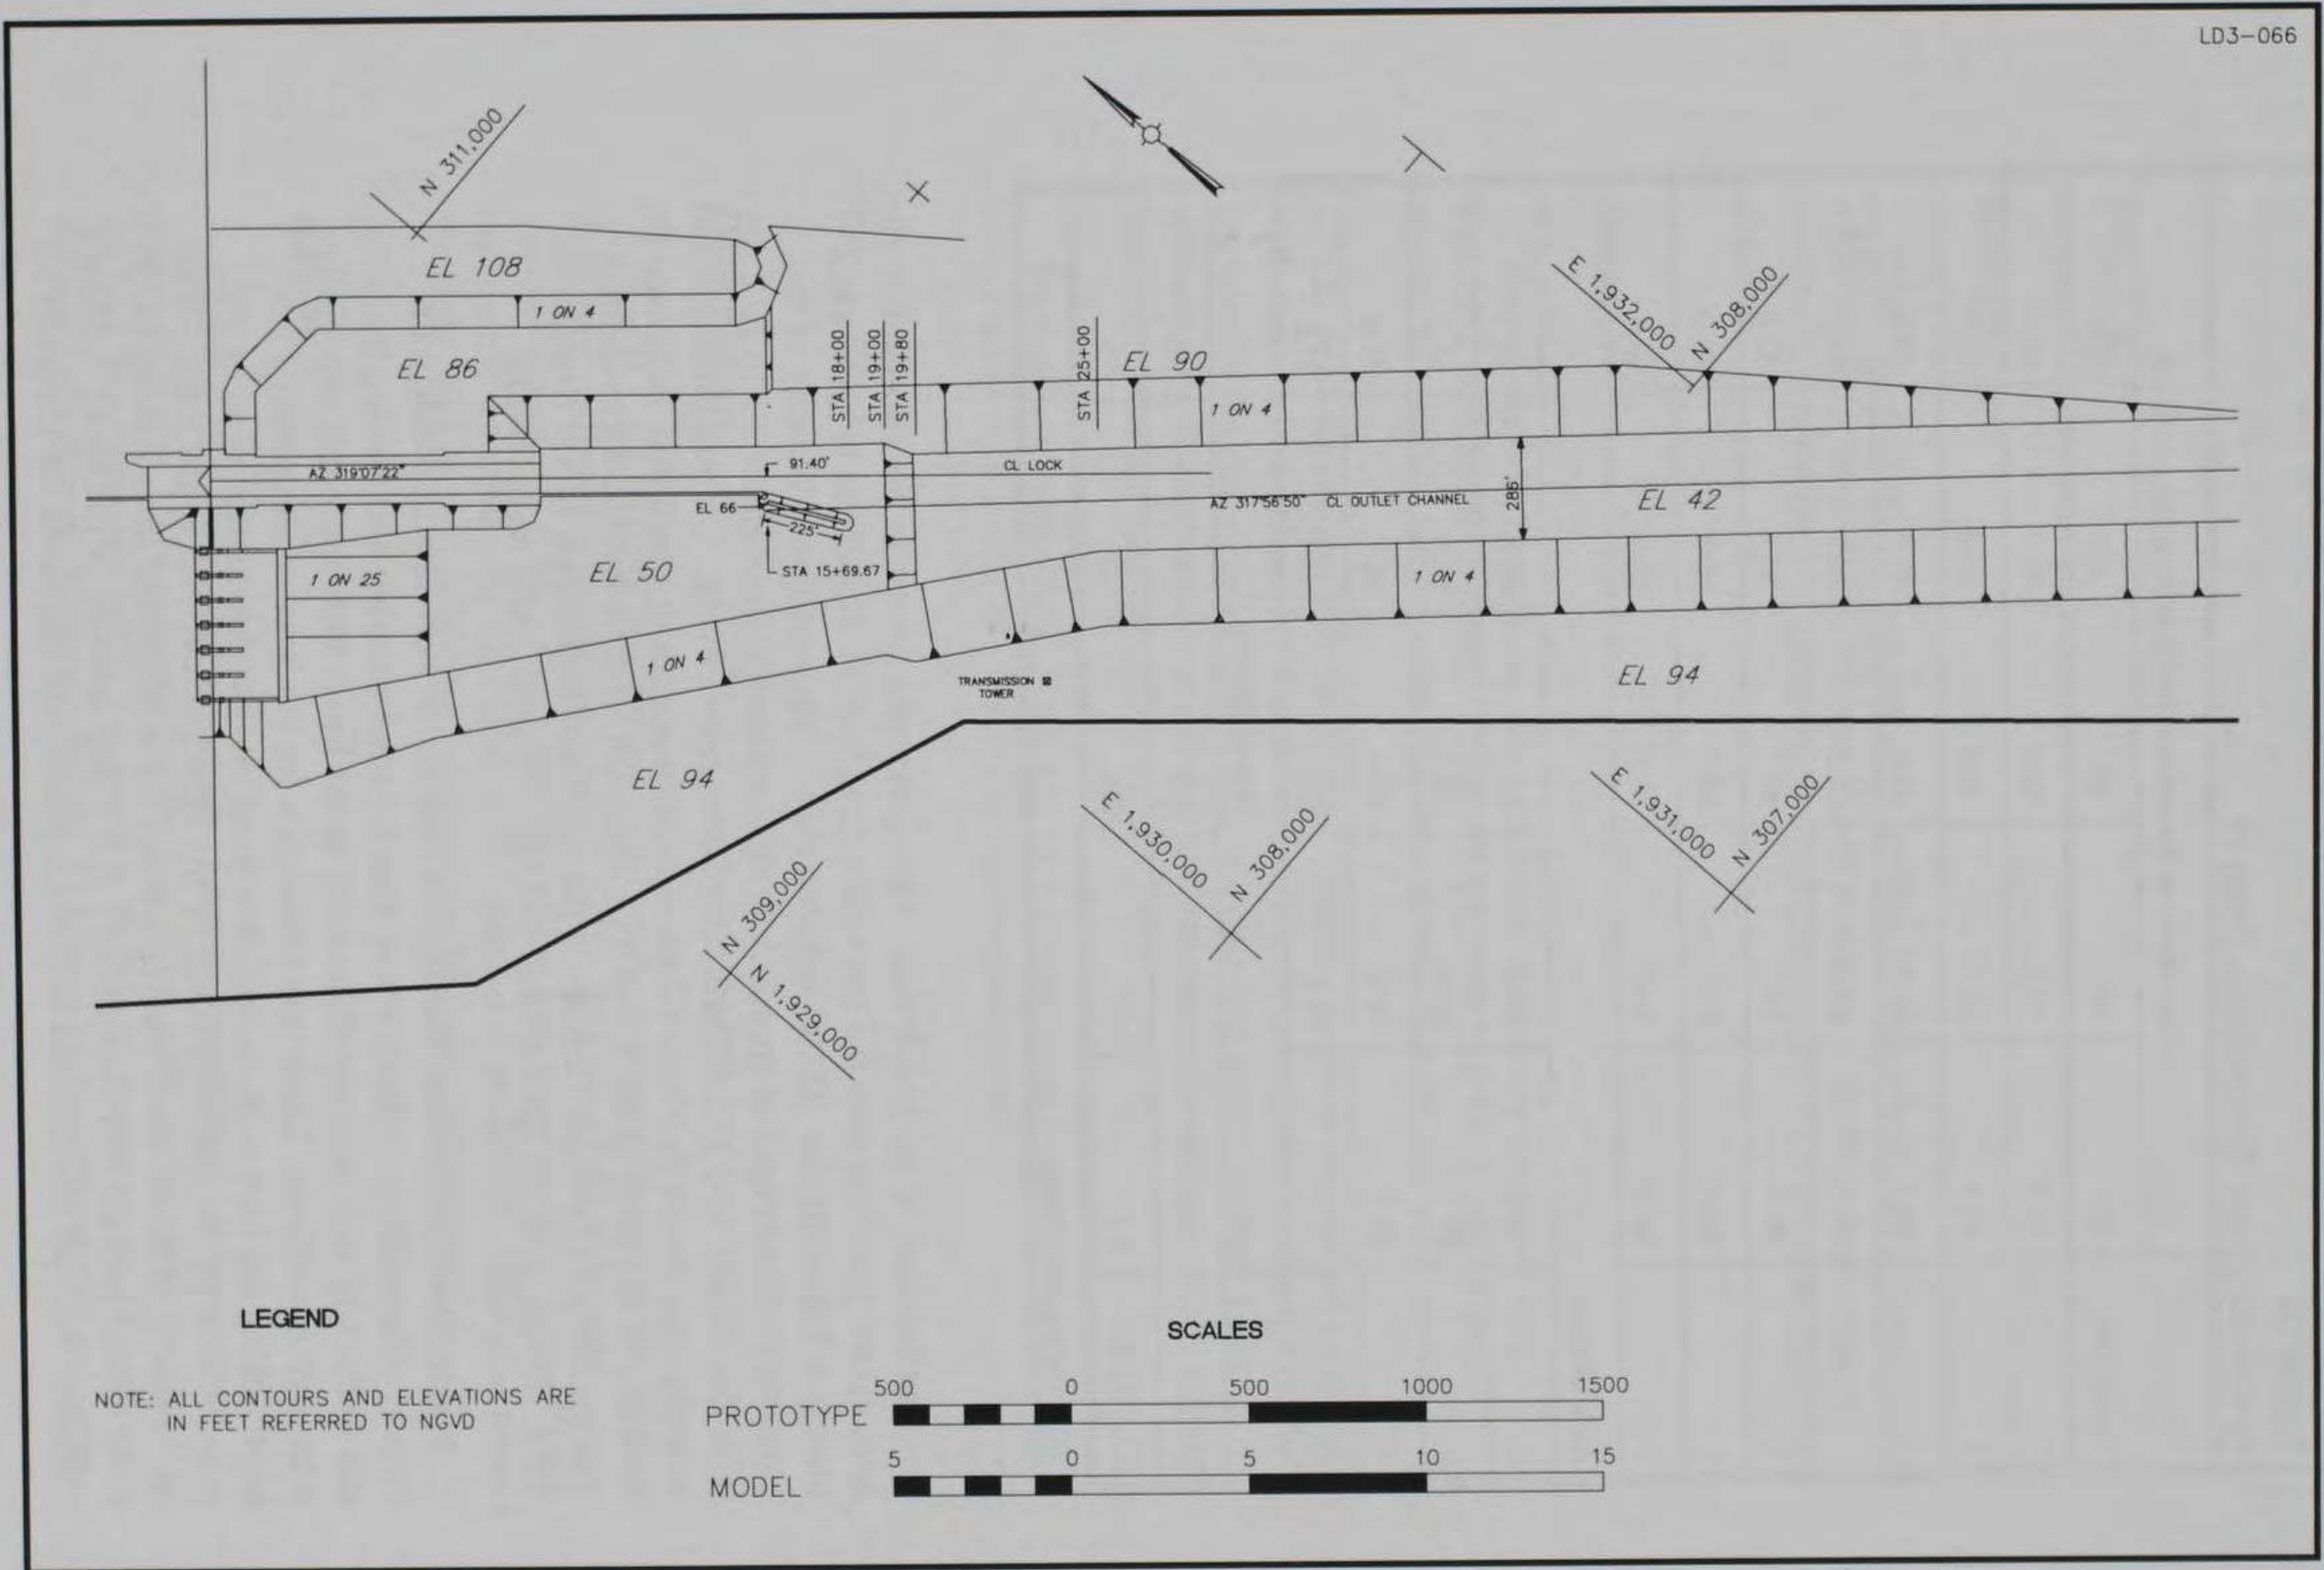 LD3-066
N 311,000
EL 108
1 ON 4
EL 86
STA 18+00
STA 19+00
STA 19+80
STA 25+00
EL 90
1 ON 4
E 1,932,000
N 308,000
AZ 319°07'22"
91.40'
CL LOCK
EL 66
225'
AZ 317°56'50" CL OUTLET CHANNEL
286'
EL 42
STA 15+69.67
1 ON 25
EL 50
1 ON 4
1 ON 4
TRANSMISSION
TOWER
EL 94
EL 94
E 1,930,000
N 308,000
E 1,931,000
N 307,000
N 309,000
N 1,929,000
LEGEND
NOTE: ALL CONTOURS AND ELEVATIONS ARE
IN FEET REFERRED TO NGVD
SCALES
500 0 500 1000 1500
PROTOTYPE
5 0 5 10 15
MODEL